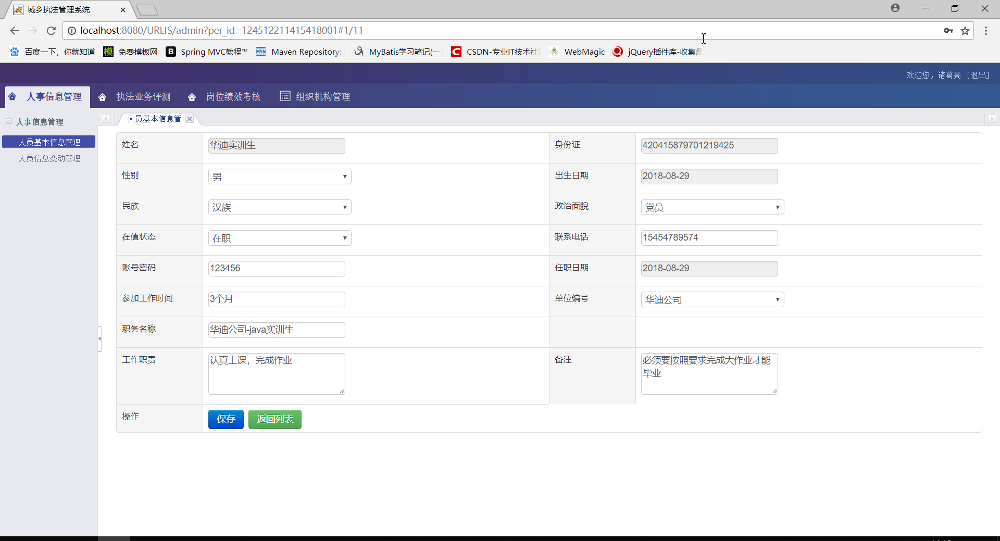 城乡执法管理系统
localhost:8080/URLIS/admin?per_id=124512211415418001#1/11
百度一下，你就知道 免费模板网 Spring MVC教程™ Maven Repository: MyBatis学习笔记(一 CSDN-专业IT技术社 WebMagic jQuery插件库-收集
欢迎您，诸葛亮 [退出]
人事信息管理 执法业务评测 岗位绩效考核 组织机构管理
人事信息管理 人员基本信息管
人员基本信息管理
人员信息变动管理
姓名 华迪实训生 身份证 420415879701219425
性别 男 出生日期 2018-08-29
民族 汉族 政治面貌 党员
在值状态 在职 联系电话 15454789574
账号密码 123456 任职日期 2018-08-29
参加工作时间 3个月 单位编号 华迪公司
职务名称 华迪公司-java实训生
工作职责 认真上课，完成作业 备注 必须要按照要求完成大作业才能
毕业
操作 保存 返回列表